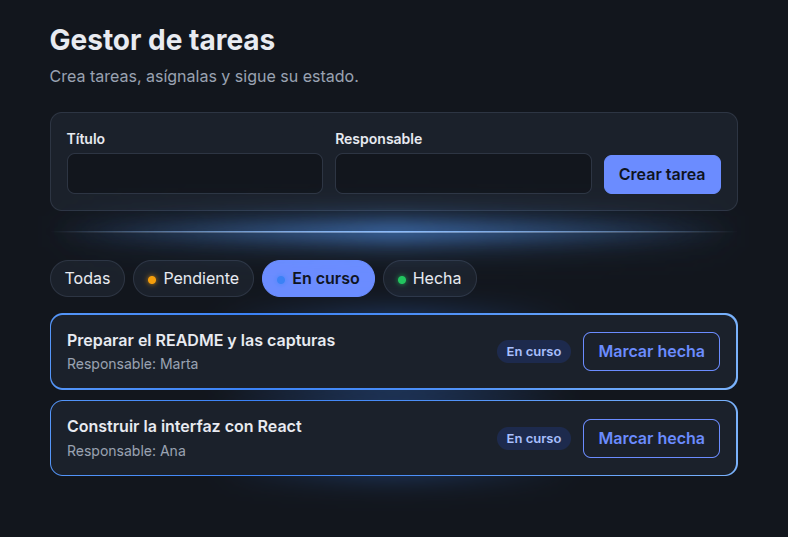 Gestor de tareas
Crea tareas, asígnalas y sigue su estado.
Título
Responsable
Crear tarea
Todas
Pendiente
En curso
Hecha
Preparar el README y las capturas
Responsable: Marta
En curso
Marcar hecha
Construir la interfaz con React
Responsable: Ana
En curso
Marcar hecha